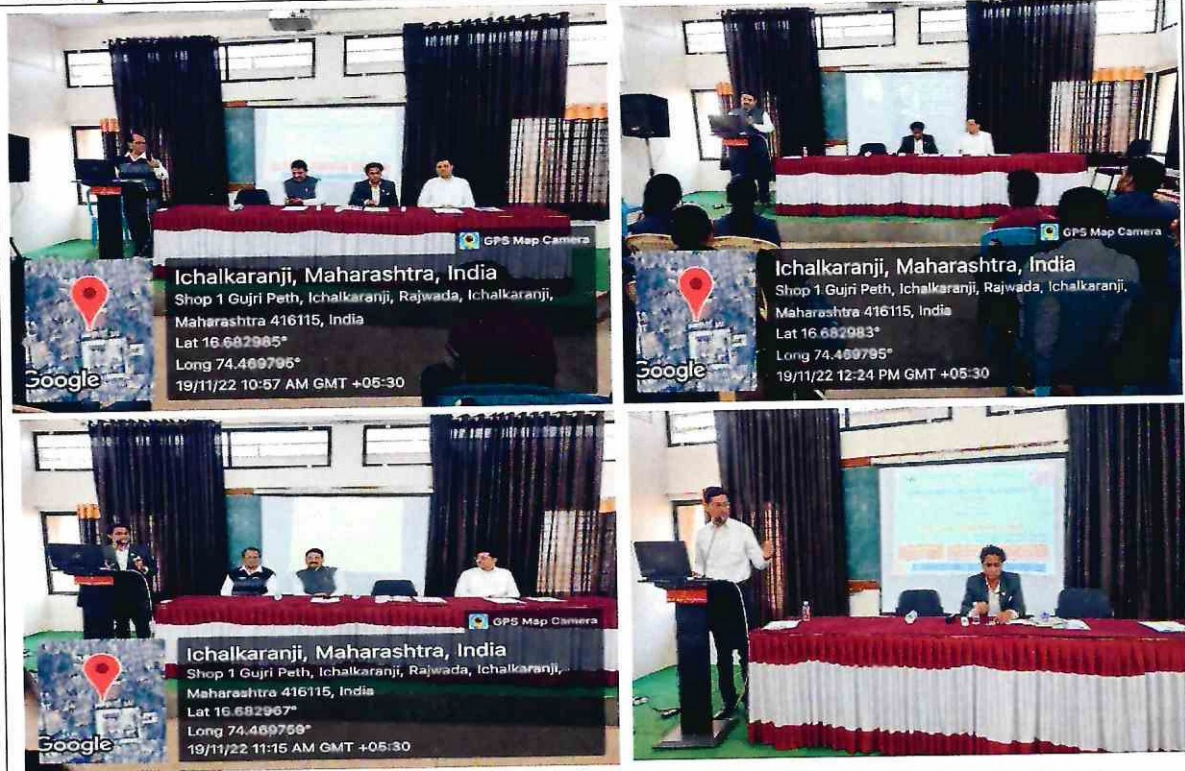 GPS Map Camera
Ichalkaranji, Maharashtra, India
Shop 1 Gujri Peth, Ichalkaranji, Rajwada, Ichalkaranji,
Maharashtra 416115, India
Lat 16.682985°
Long 74.469795°
19/11/22 10:57 AM GMT +05:30
Google
GPS Map Camera
Ichalkaranji, Maharashtra, India
Shop 1 Gujri Peth, Ichalkaranji, Rajwada, Ichalkaranji,
Maharashtra 416115, India
Lat 16.682983°
Long 74.469795°
19/11/22 12:24 PM GMT +05:30
Google
GPS Map Camera
Ichalkaranji, Maharashtra, India
Shop 1 Gujri Peth, Ichalkaranji, Rajwada, Ichalkaranji,
Maharashtra 416115, India
Lat 16.682967°
Long 74.469759°
19/11/22 11:15 AM GMT +05:30
Google